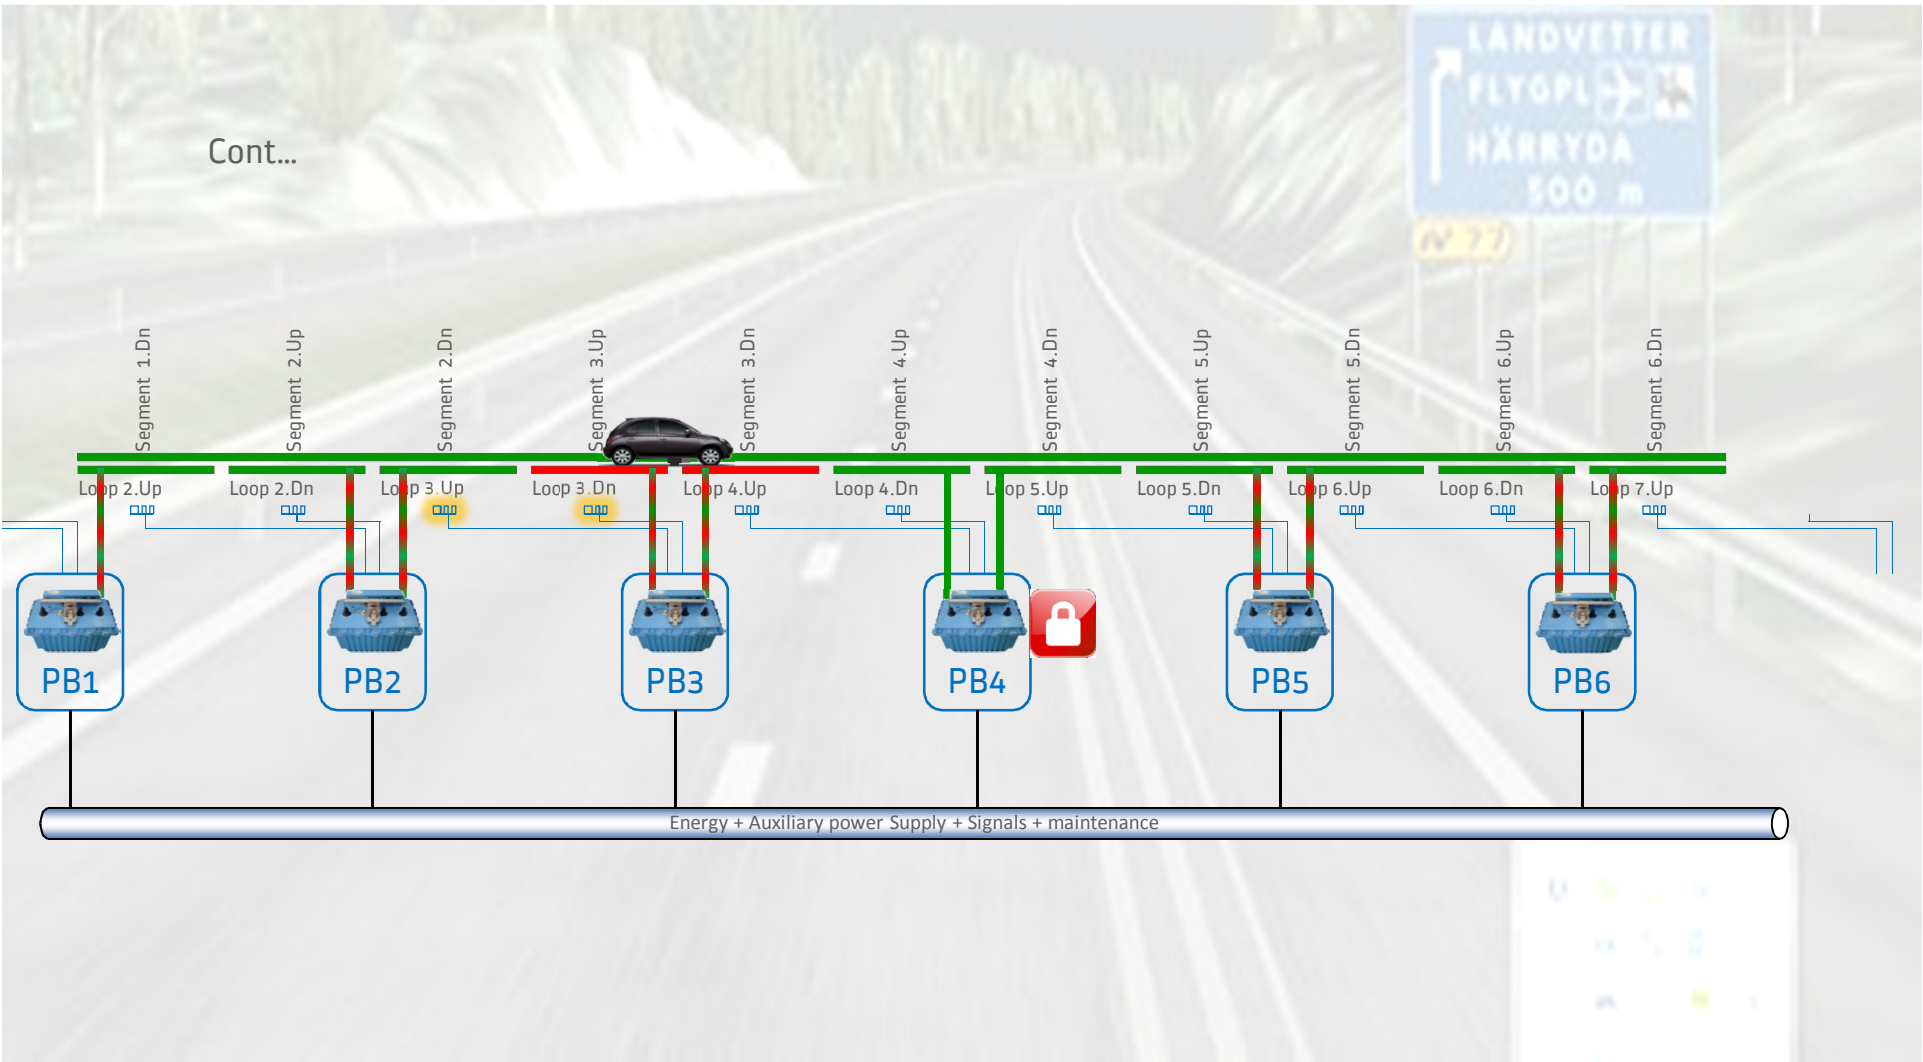 LANDVETTER
FLYGPL
HÄRRYDA
500 m
Cont...
Segment 1.Dn
Segment 2.Up
Segment 2.Dn
Segment 3.Up
Segment 3.Dn
Segment 4.Up
Segment 4.Dn
Segment 5.Up
Segment 5.Dn
Segment 6.Up
Segment 6.Dn
Loop 2.Up
Loop 2.Dn
Loop 3.Up
Loop 3.Dn
Loop 4.Up
Loop 4.Dn
Loop 5.Up
Loop 5.Dn
Loop 6.Up
Loop 6.Dn
Loop 7.Up
PB1
PB2
PB3
PB4
PB5
PB6
Energy + Auxiliary power Supply + Signals + maintenance